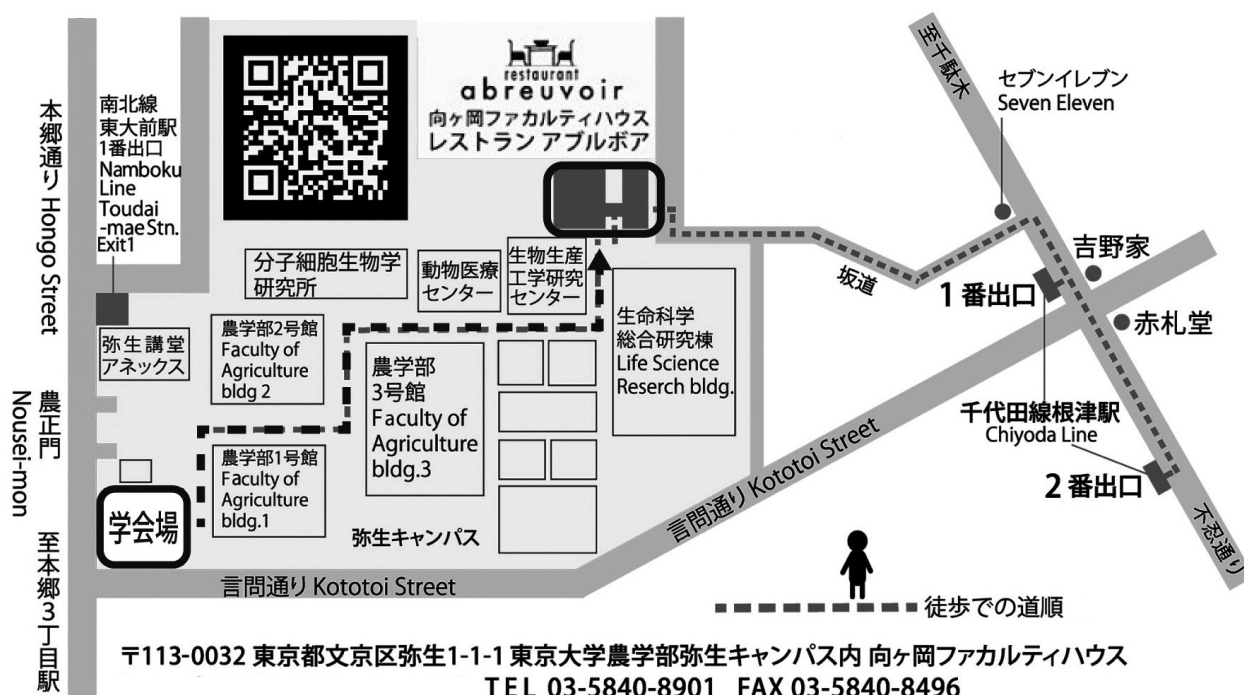 本郷通り Hongo Street
南北線
東大前駅
1番出口
Namboku
Line
Toudai
-mae Stn.
Exit1
restaurant
abreuvoir
向ヶ岡ファカルティハウス
レストラン アブルボア
至千駄木
セブンイレブン
Seven Eleven
分子細胞生物学
研究所
動物医療
センター
生物生産
工学研究
センター
坂道
吉野家
1番出口
赤札堂
弥生講堂
アネックス
農学部2号館
Faculty of
Agriculture
bldg 2
農学部
3号館
Faculty of
Agriculture
bldg.3
生命科学
総合研究棟
Life Science
Reserch bldg.
農正門
Nousei-mon
千代田線根津駅
Chiyoda Line
2番出口
農学部1号館
Faculty of
Agriculture
bldg.1
学会場
弥生キャンパス
言問通り Kototoi Street
不忍通り
至本郷3丁目駅
言問通り Kototoi Street
徒歩での道順
〒113-0032 東京都文京区弥生1-1-1 東京大学農学部弥生キャンパス内 向ヶ岡ファカルティハウス
TEL 03-5840-8901 FAX 03-5840-8496